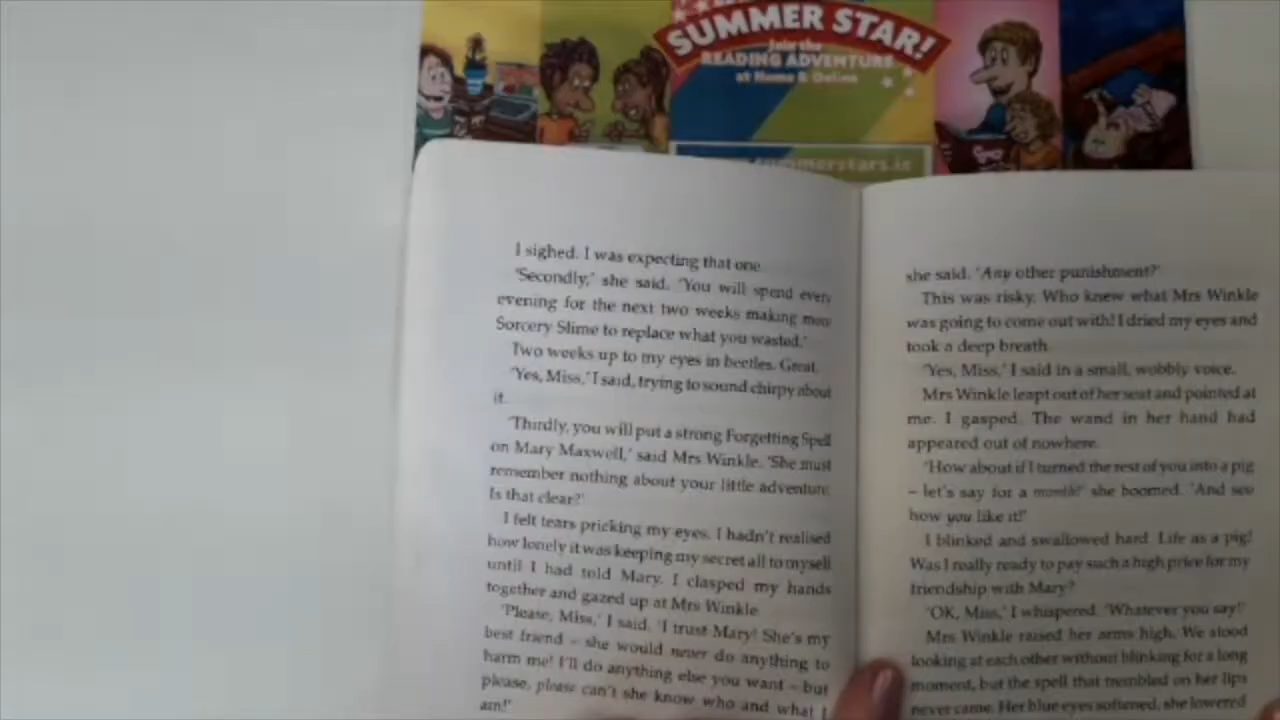 SUMMER STAR!
Join the
READING ADVENTURE
at Home & Online
I sighed. I was expecting that one.
'Secondly,' she said. 'You will spend every
evening for the next two weeks making more
Sorcery Slime to replace what you wasted.'
Two weeks up to my eyes in beetles. Great.
'Yes, Miss,' I said, trying to sound chirpy about
it.
'Thirdly, you will put a strong Forgetting Spell
on Mary Maxwell,' said Mrs Winkle. 'She must
remember nothing about your little adventure.
Is that clear?'
I felt tears pricking my eyes. I hadn't realised
how lonely it was keeping my secret all to myself
until I had told Mary. I clasped my hands
together and gazed up at Mrs Winkle.
'Please, Miss,' I said. 'I trust Mary! She's my
best friend – she would never do anything to
harm me! I'll do anything else you want – but
please, please can't she know who and what I
am?'
she said. 'Any other punishment?'
This was risky. Who knew what Mrs Winkle
was going to come out with! I dried my eyes and
took a deep breath.
'Yes, Miss,' I said in a small, wobbly voice.
Mrs Winkle leapt out of her seat and pointed at
me. I gasped. The wand in her hand had
appeared out of nowhere.
'How about if I turned the rest of you into a pig
– let's say for a month?' she boomed. 'And see
how you like it!'
I blinked and swallowed hard. Life as a pig!
Was I really ready to pay such a high price for my
friendship with Mary?
'OK, Miss,' I whispered. 'Whatever you say!'
Mrs Winkle raised her arms high. We stood
looking at each other without blinking for a long
moment, but the spell that trembled on her lips
never came. Her blue eyes softened, she lowered